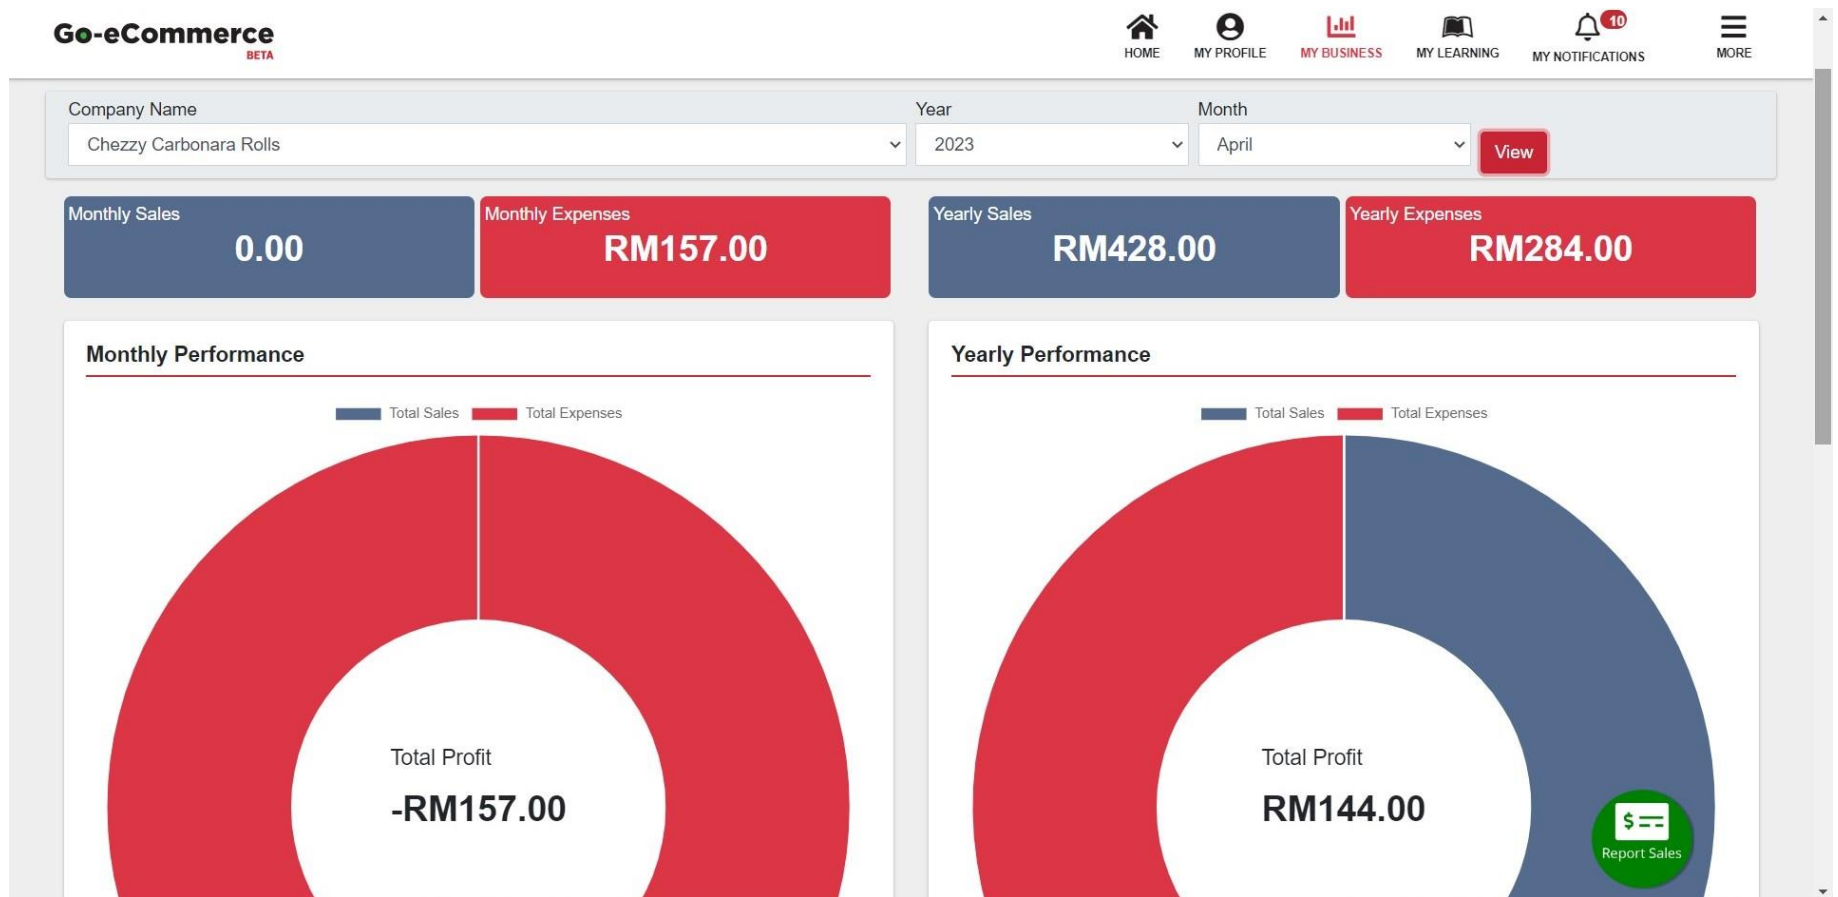 Go-eCommerce
BETA
HOME
MY PROFILE
MY BUSINESS
MY LEARNING
10
MY NOTIFICATIONS
MORE
Company Name
Year
Month
Chezzy Carbonara Rolls
2023
April
View
Monthly Sales
0.00
Monthly Expenses
RM157.00
Yearly Sales
RM428.00
Yearly Expenses
RM284.00
Monthly Performance
Total Sales
Total Expenses
Total Profit
-RM157.00
Yearly Performance
Total Sales
Total Expenses
Total Profit
RM144.00
$
Report Sales